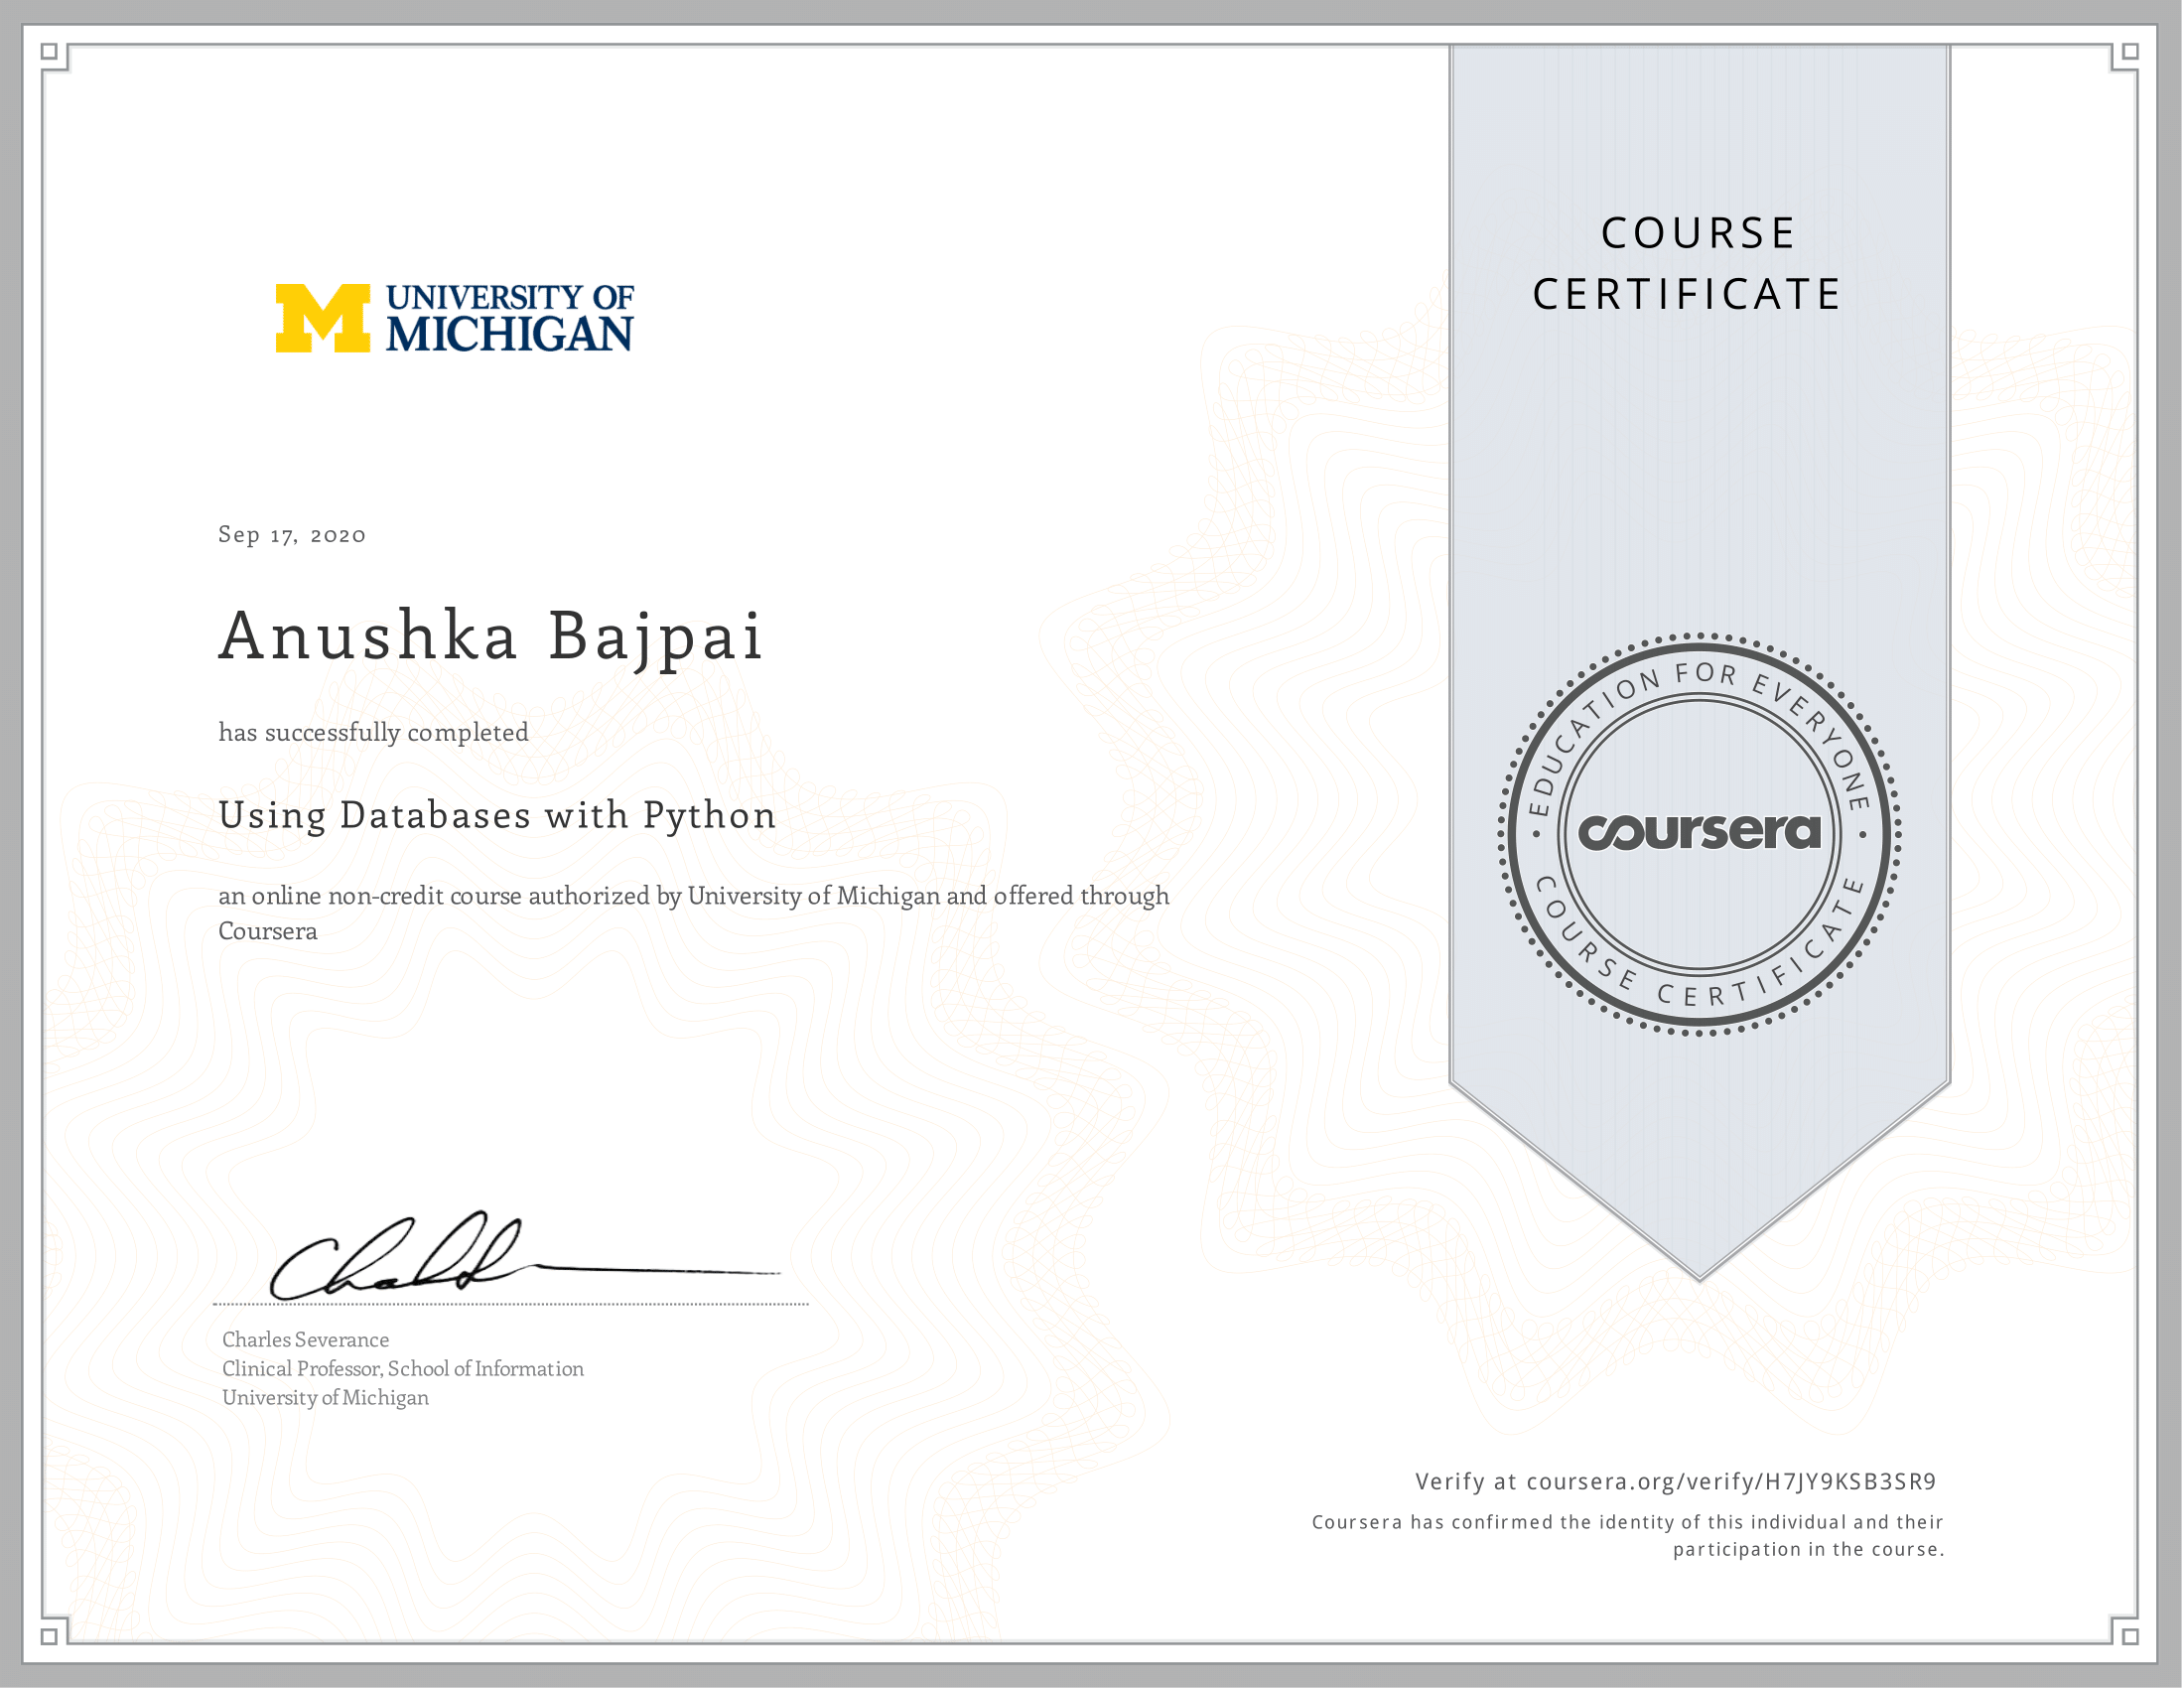 UNIVERSITY OF
MICHIGAN
COURSE
CERTIFICATE
Sep 17, 2020
Anushka Bajpai
has successfully completed
Using Databases with Python
an online non-credit course authorized by University of Michigan and offered through
Coursera
EDUCATION FOR EVERYONE
coursera
COURSE CERTIFICATE
Charles Severance
Clinical Professor, School of Information
University of Michigan
Verify at coursera.org/verify/H7JY9KSB3SR9
Coursera has confirmed the identity of this individual and their
participation in the course.